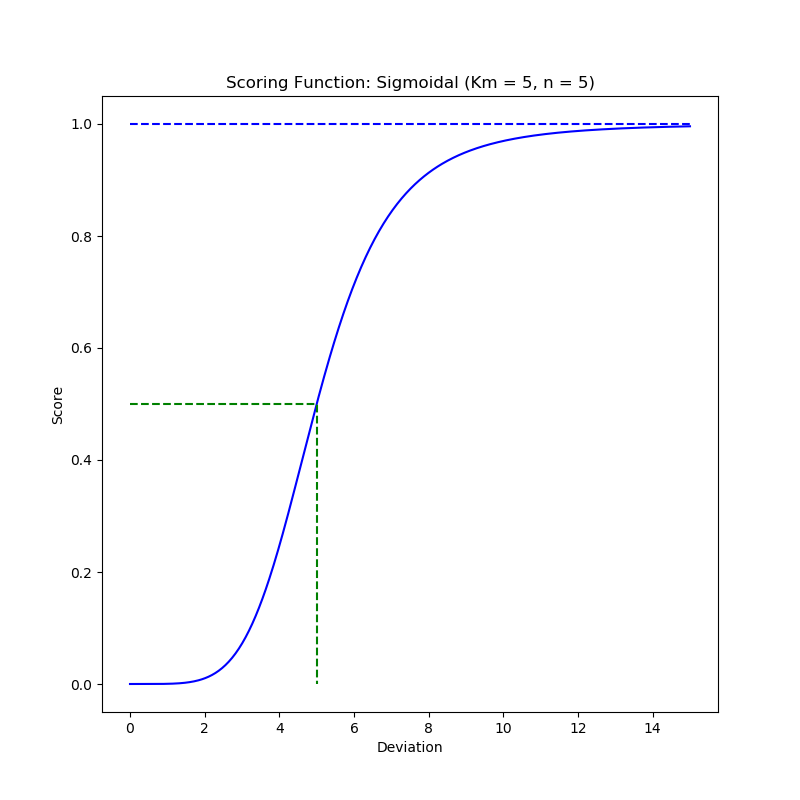 Scoring Function: Sigmoidal (Km = 5, n = 5)
1.0
0.8
0.6
0.4
0.2
0.0
Score
0 2 4 6 8 10 12 14
Deviation